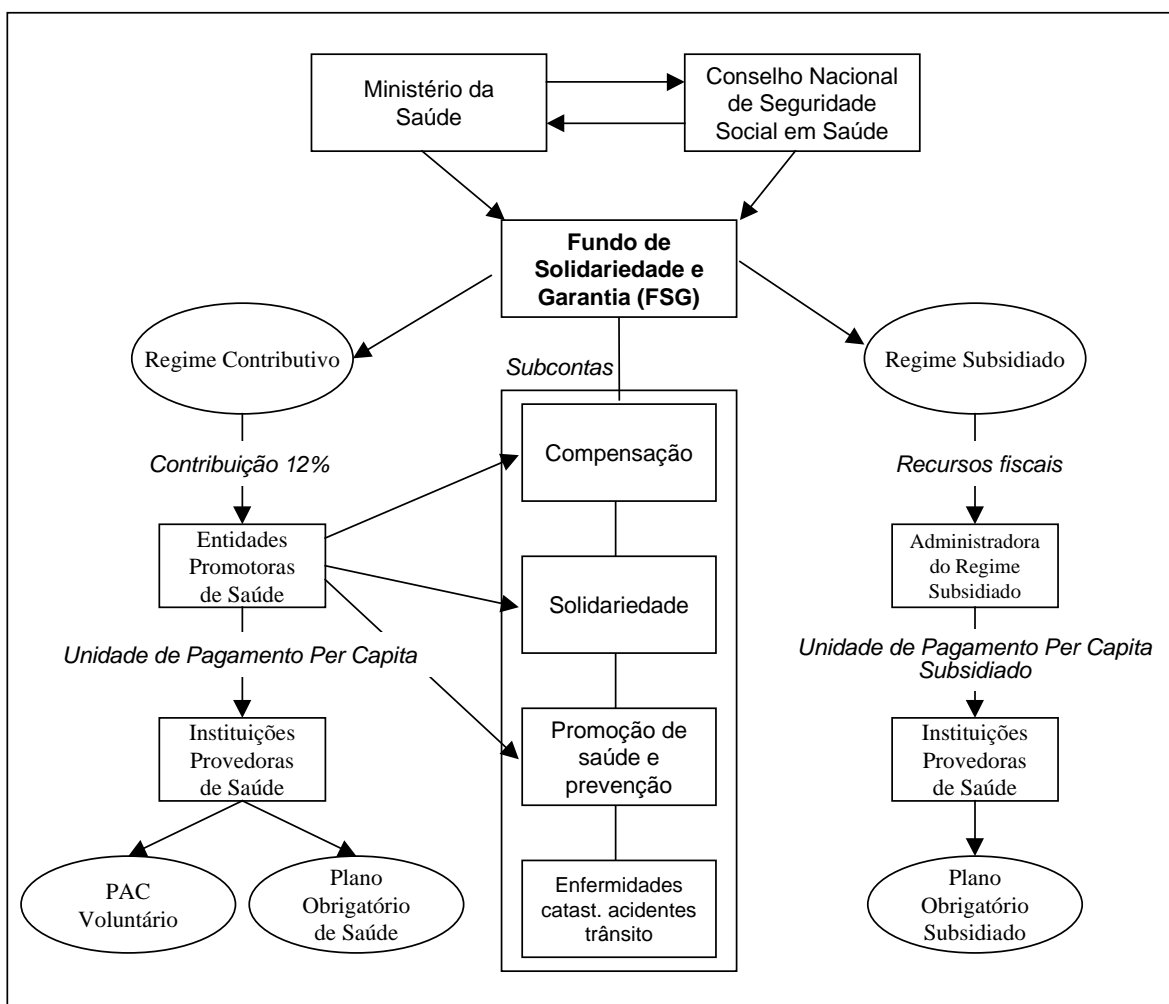 Ministério da
Saúde
Conselho Nacional
de Seguridade
Social em Saúde
Fundo de
Solidariedade e
Garantia (FSG)
Regime Contributivo
Subcontas
Regime Subsidiado
Contribuição 12%
Compensação
Recursos fiscais
Entidades
Promotoras
de Saúde
Solidariedade
Administradora
do Regime
Subsidiado
Unidade de Pagamento Per Capita
Unidade de Pagamento Per Capita
Subsidiado
Instituições
Provedoras
de Saúde
Promoção de
saúde e
prevenção
Instituições
Provedoras
de Saúde
PAC
Voluntário
Plano
Obrigatório
de Saúde
Enfermidades
catast. acidentes
trânsito
Plano
Obrigatório
Subsidiado